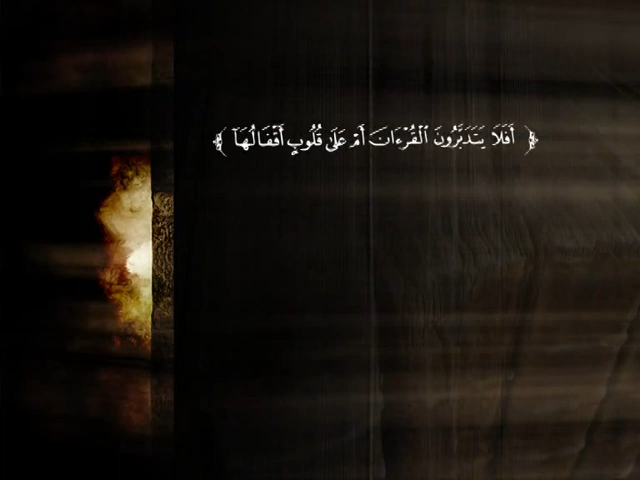 ﴿ أَفَلَا يَتَدَبَّرُونَ ٱلْقُرْءَانَ أَمْ عَلَىٰ قُلُوبٍ أَقْفَالُهَآ ﴾